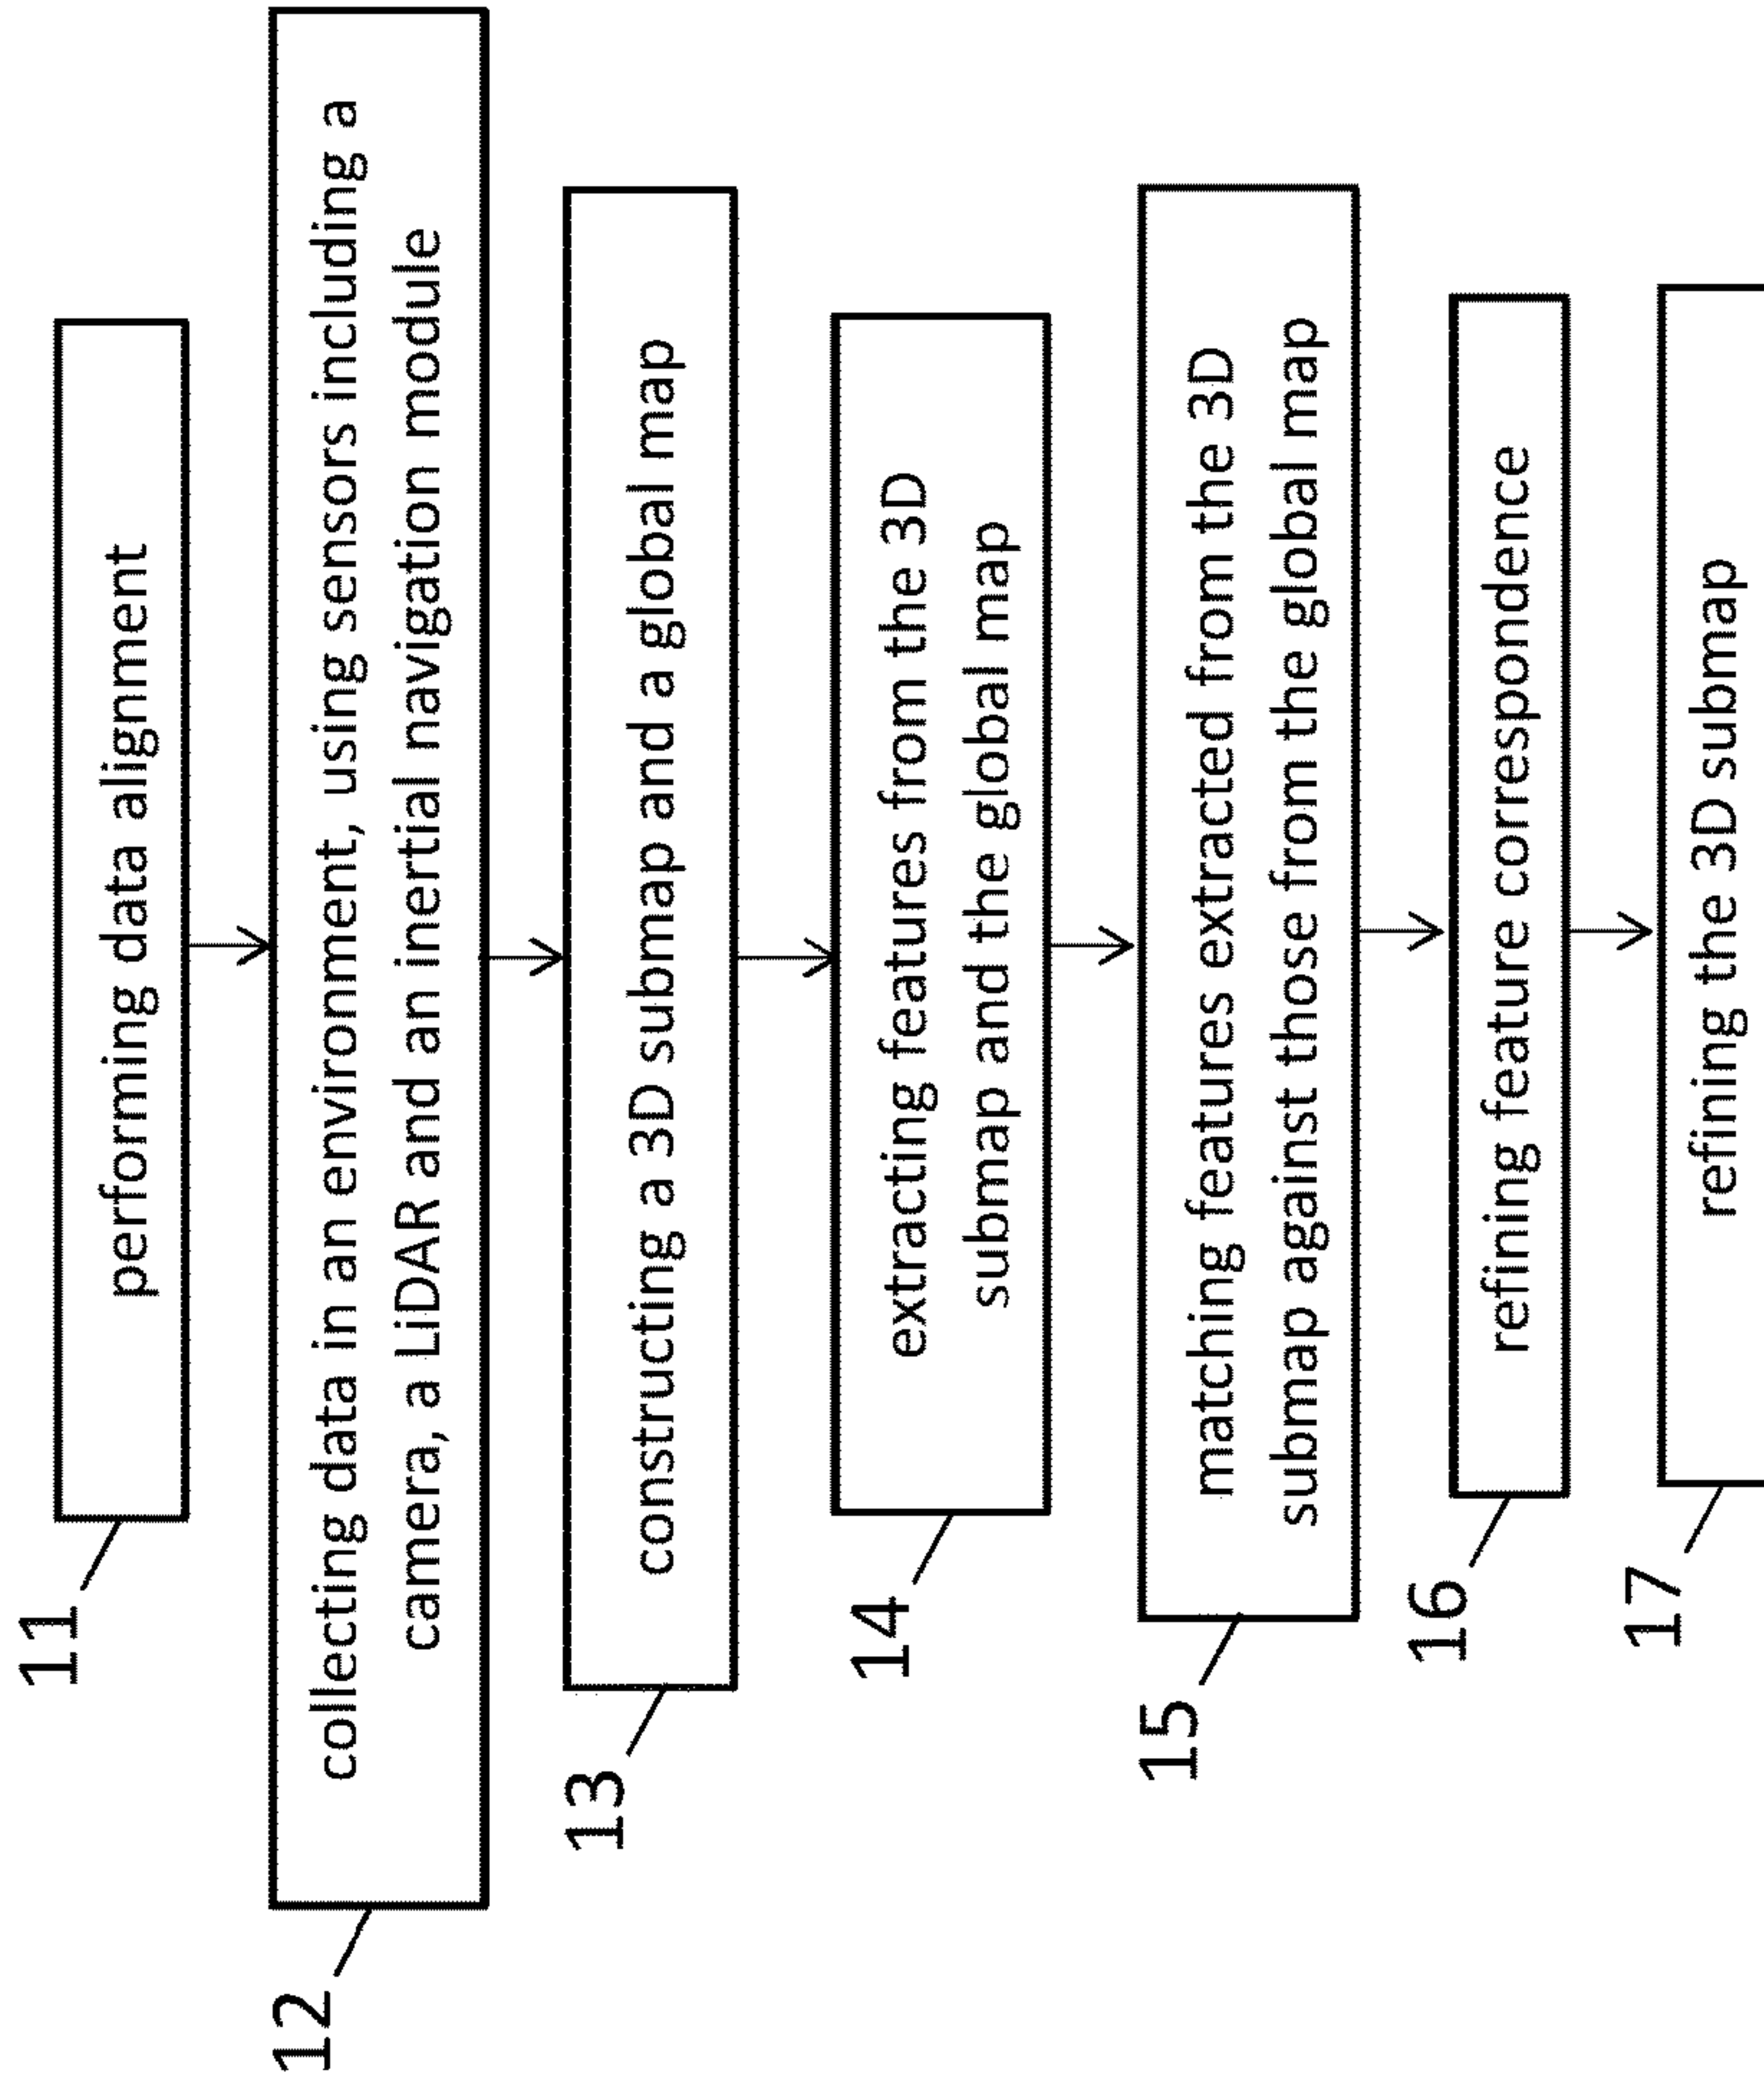 11
performing data alignment
12
collecting data in an environment, using sensors including a
camera, a LiDAR and an inertial navigation module
13
constructing a 3D submap and a global map
14
extracting features from the 3D
submap and the global map
15
matching features extracted from the 3D
submap against those from the global map
16
refining feature correspondence
17
refining the 3D submap